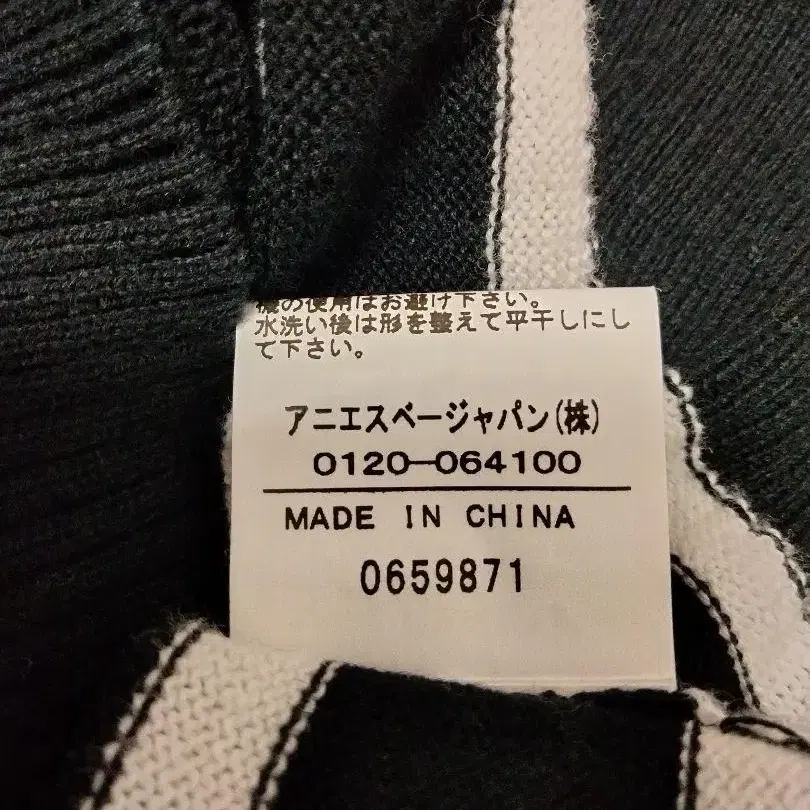 機の使用はお避け下さい。
水洗い後は形を整えて平干しにし
て下さい。
アニエスベージャパン(株)
0120-064100
MADE IN CHINA
0659871